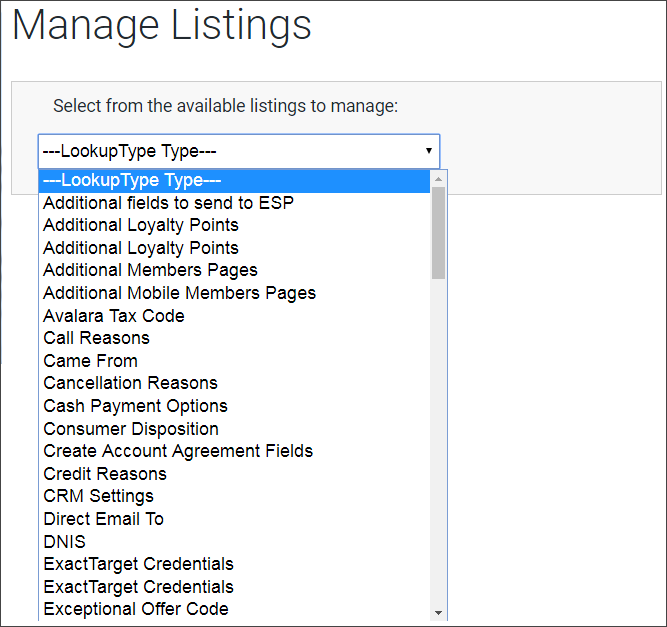 Manage Listings
Select from the available listings to manage:
---LookupType Type---
---LookupType Type---
Additional fields to send to ESP
Additional Loyalty Points
Additional Loyalty Points
Additional Members Pages
Additional Mobile Members Pages
Avalara Tax Code
Call Reasons
Came From
Cancellation Reasons
Cash Payment Options
Consumer Disposition
Create Account Agreement Fields
Credit Reasons
CRM Settings
Direct Email To
DNIS
ExactTarget Credentials
ExactTarget Credentials
Exceptional Offer Code